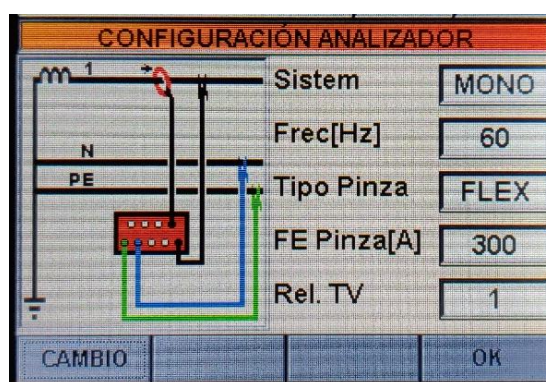 CONFIGURACIÓN ANALIZADOR
1
Sistem MONO
N
Frec[Hz] 60
PE
Tipo Pinza FLEX
FE Pinza[A] 300
Rel. TV 1
CAMBIO OK